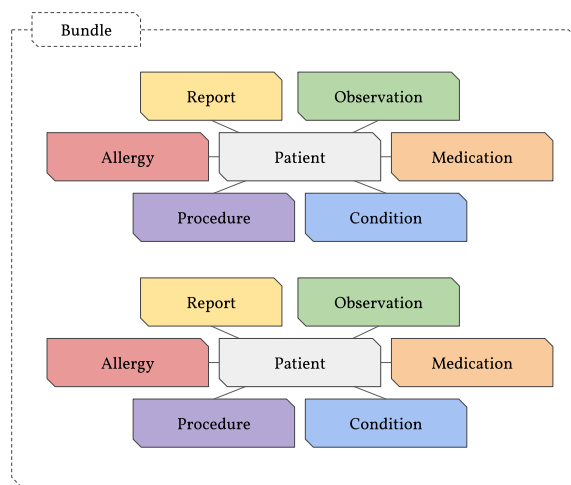 Bundle
Report
Observation
Allergy
Patient
Medication
Procedure
Condition
Report
Observation
Allergy
Patient
Medication
Procedure
Condition